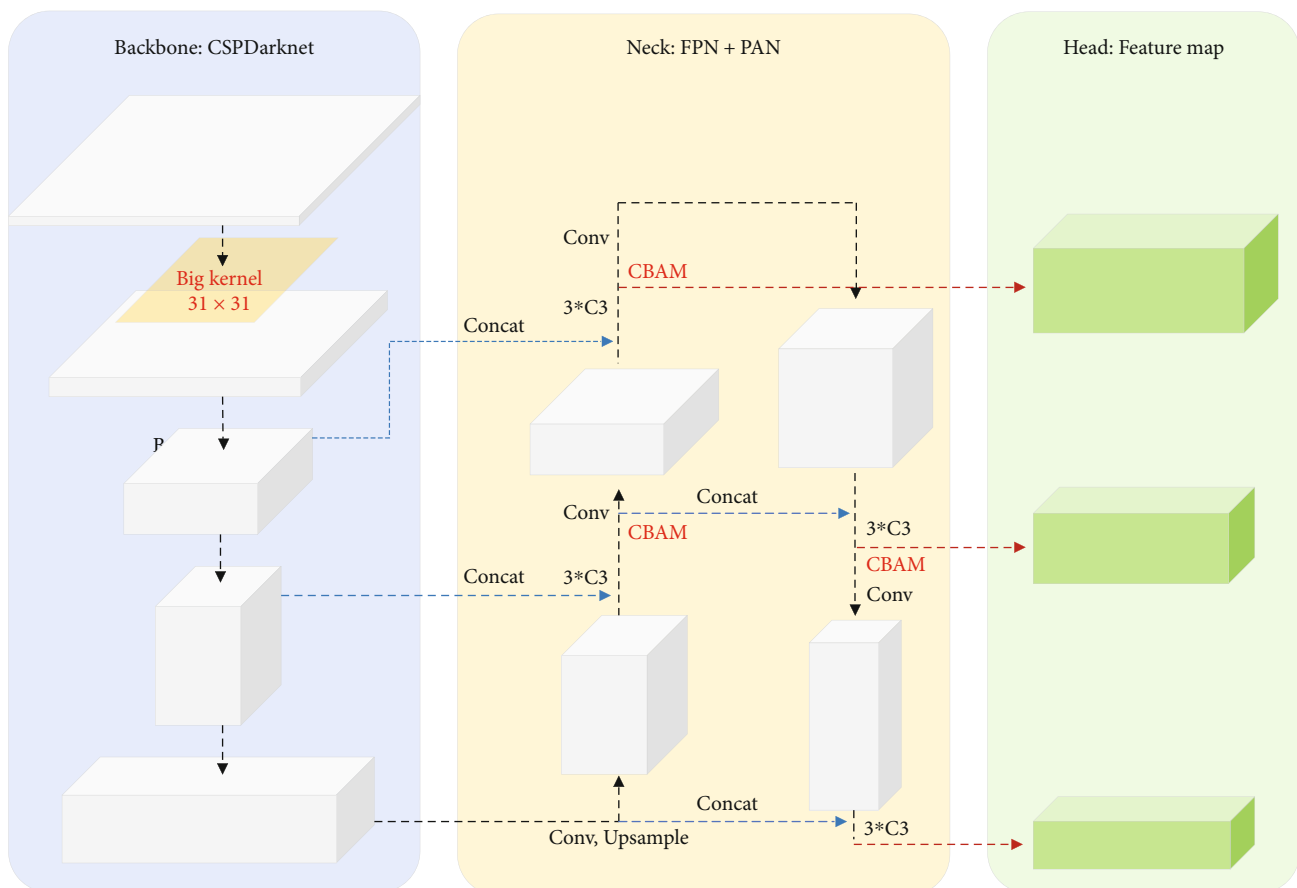 Backbone: CSPDarknet
Big kernel
31 × 31
Neck: FPN + PAN
Conv
CBAM
3*C3
Concat
Conv
CBAM
Concat
3*C3
Concat
3*C3
CBAM
Conv
Conv, Upsample
Concat
3*C3
Head: Feature map